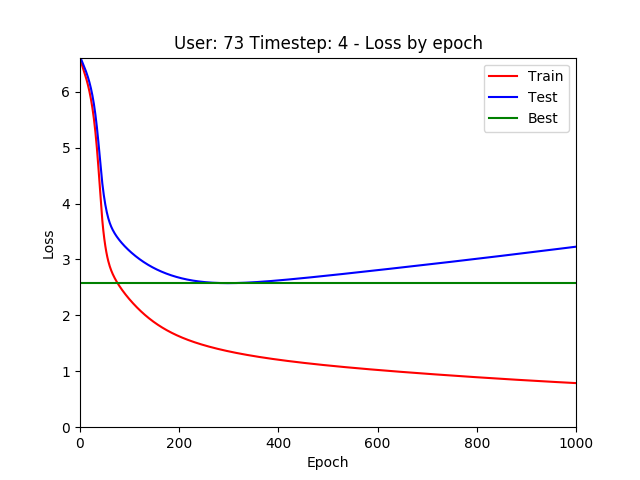 User: 73 Timestep: 4 - Loss by epoch
Train
Test
Best
6
5
4
3
2
1
0
Loss
0 200 400 600 800 1000
Epoch